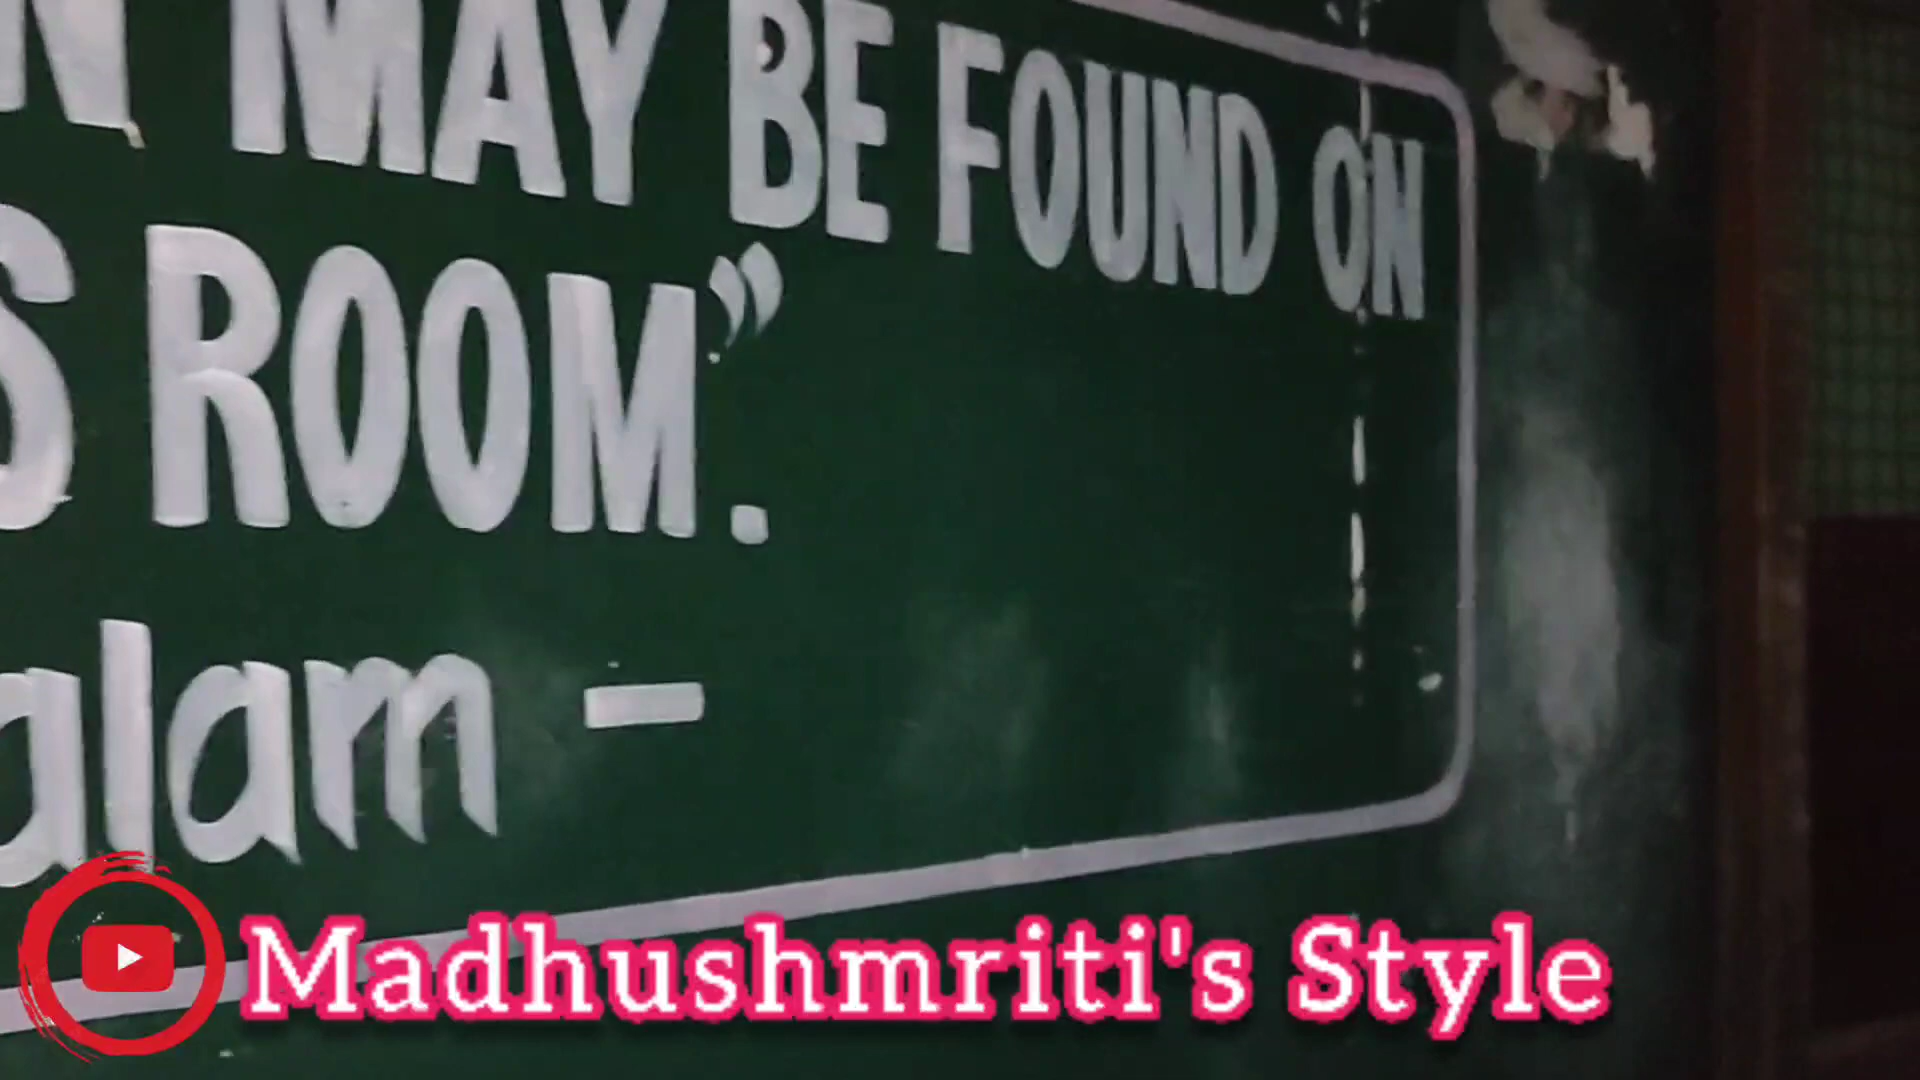 N MAY BE FOUND ON
S ROOM”.
alam –
Madhushmriti's Style